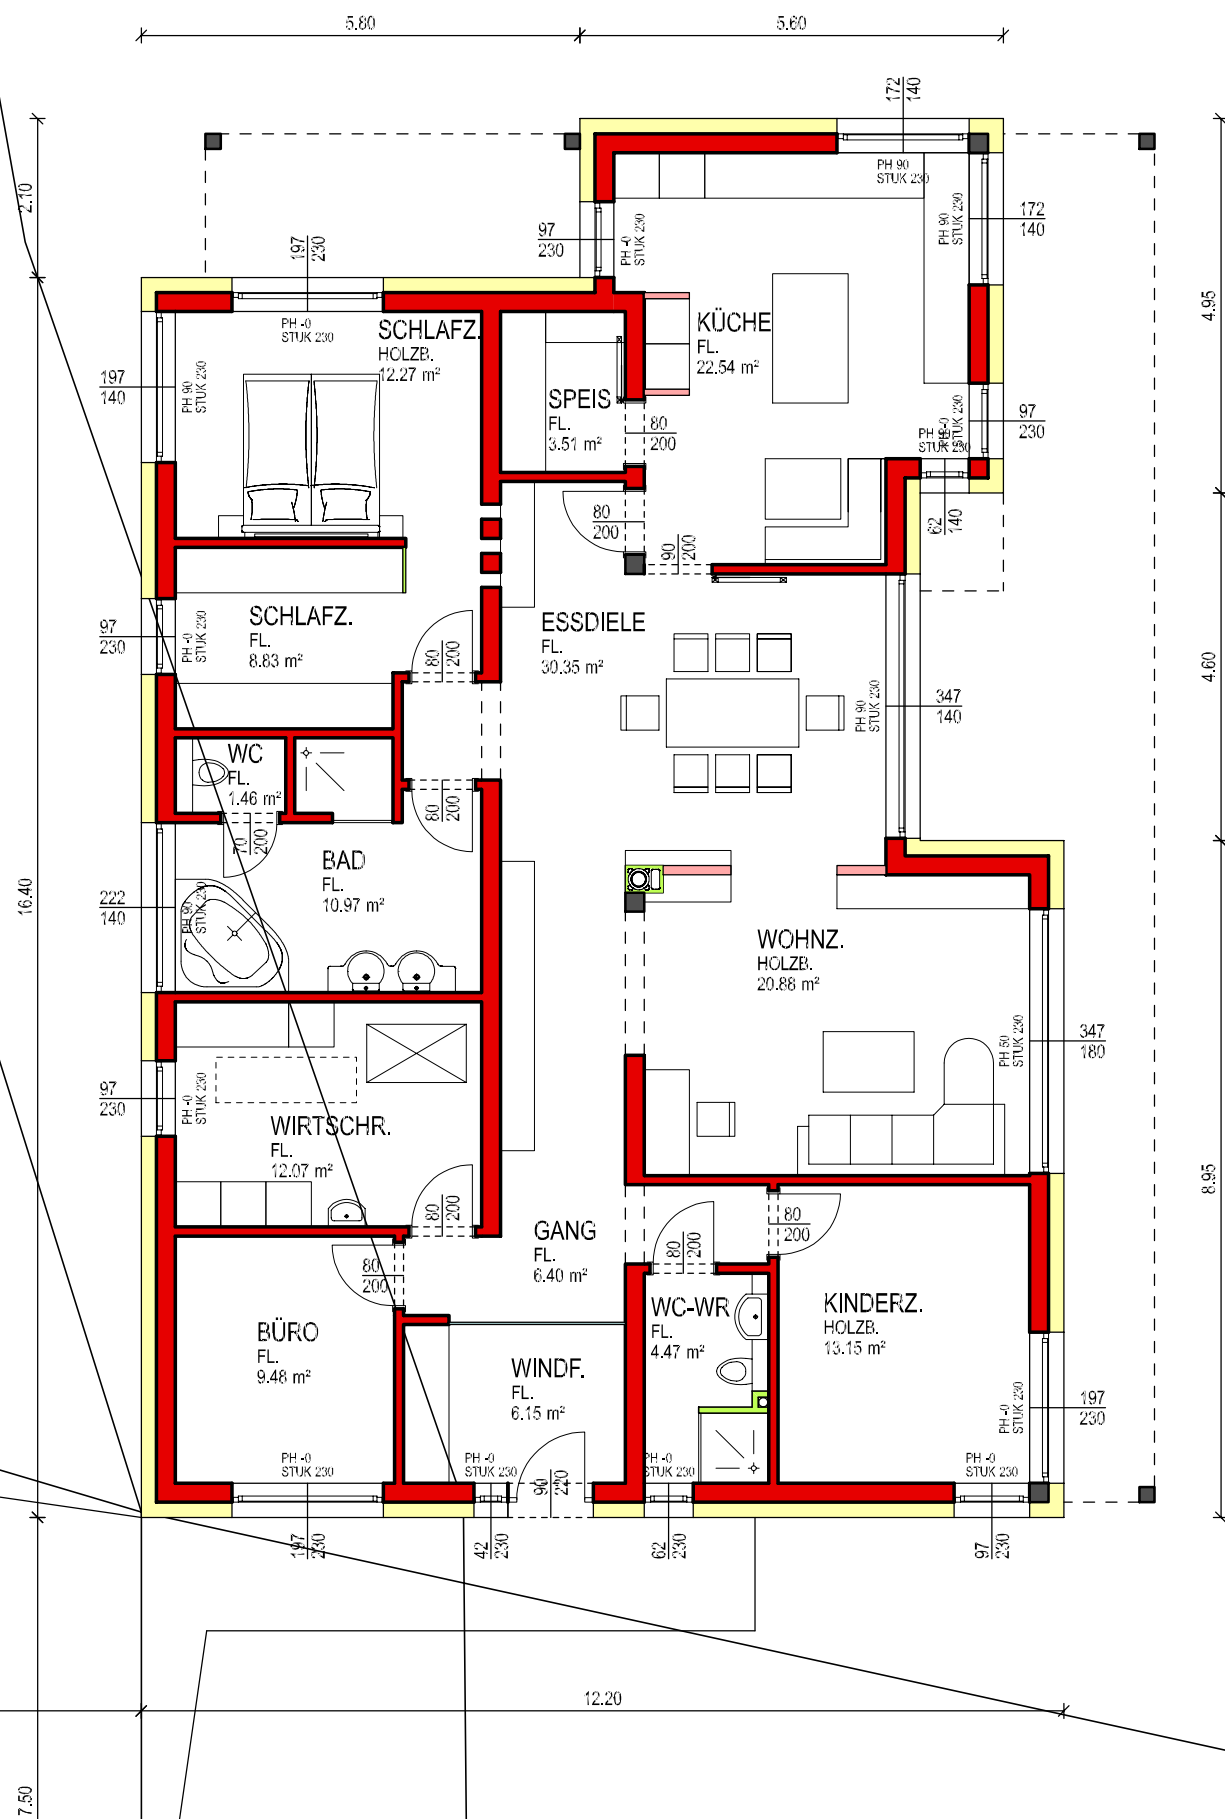 5.80
5.60
172
140
2.10
PH 90
STUK 230
197
230
97
230
PH -0
STUK 230
PH 90
STUK 230
172
140
4.95
PH -0
STUK 230
SCHLAFZ.
HOLZB.
12.27 m²
KÜCHE
FL.
22.54 m²
197
140
PH 90
STUK 230
SPEIS
FL.
3.51 m²
80
200
STUK 230
97
230
PH 90
STUK 230
80
200
62
140
90
200
SCHLAFZ.
FL.
8.83 m²
ESSDIELE
FL.
30.35 m²
97
230
PH -0
STUK 230
80
200
4.60
PH 90
STUK 230
347
140
WC
FL.
1.46 m²
80
200
70
200
BAD
FL.
10.97 m²
16.40
222
140
PH 90
STUK 230
WOHNZ.
HOLZB.
20.88 m²
PH 50
STUK 230
347
180
97
230
PH -0
STUK 230
WIRTSCHR.
FL.
12.07 m²
8.95
80
200
GANG
FL.
6.40 m²
80
200
80
200
80
200
BÜRO
FL.
9.48 m²
WC-WR
FL.
4.47 m²
KINDERZ.
HOLZB.
13.15 m²
WINDF.
FL.
6.15 m²
PH -0
STUK 230
197
230
PH -0
STUK 230
PH -0
STUK 230
PH -0
STUK 230
PH -0
STUK 230
90
220
197
230
42
230
62
230
97
230
12.20
7.50